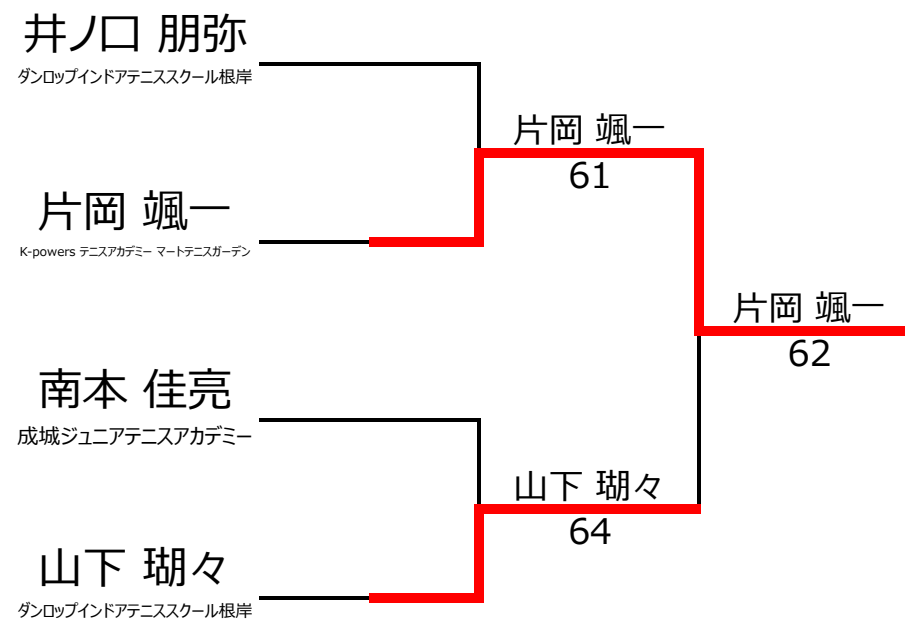 井ノ口 朋弥
ダンロップインドアテニススクール根岸
片岡 颯一
61
片岡 颯一
K-powers テニスアカデミー マートテニスガーデン
片岡 颯一
62
南本 佳亮
成城ジュニアテニスアカデミー
山下 瑚々
64
山下 瑚々
ダンロップインドアテニススクール根岸